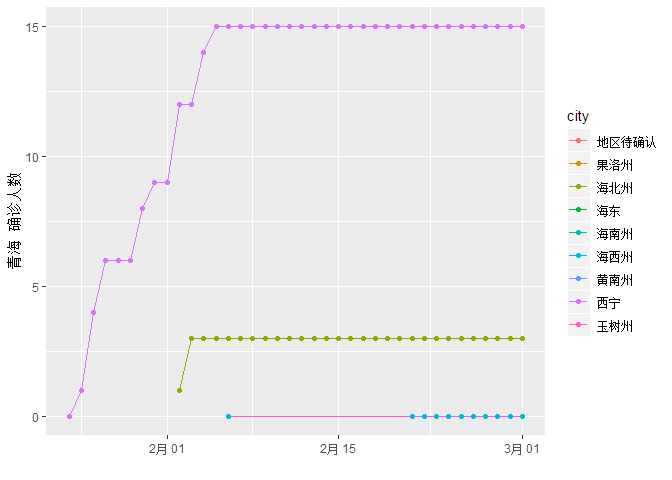 青海 确诊人数
15
10
5
0
2月 01
2月 15
3月 01
city
地区待确认
果洛州
海北州
海东
海南州
海西州
黄南州
西宁
玉树州